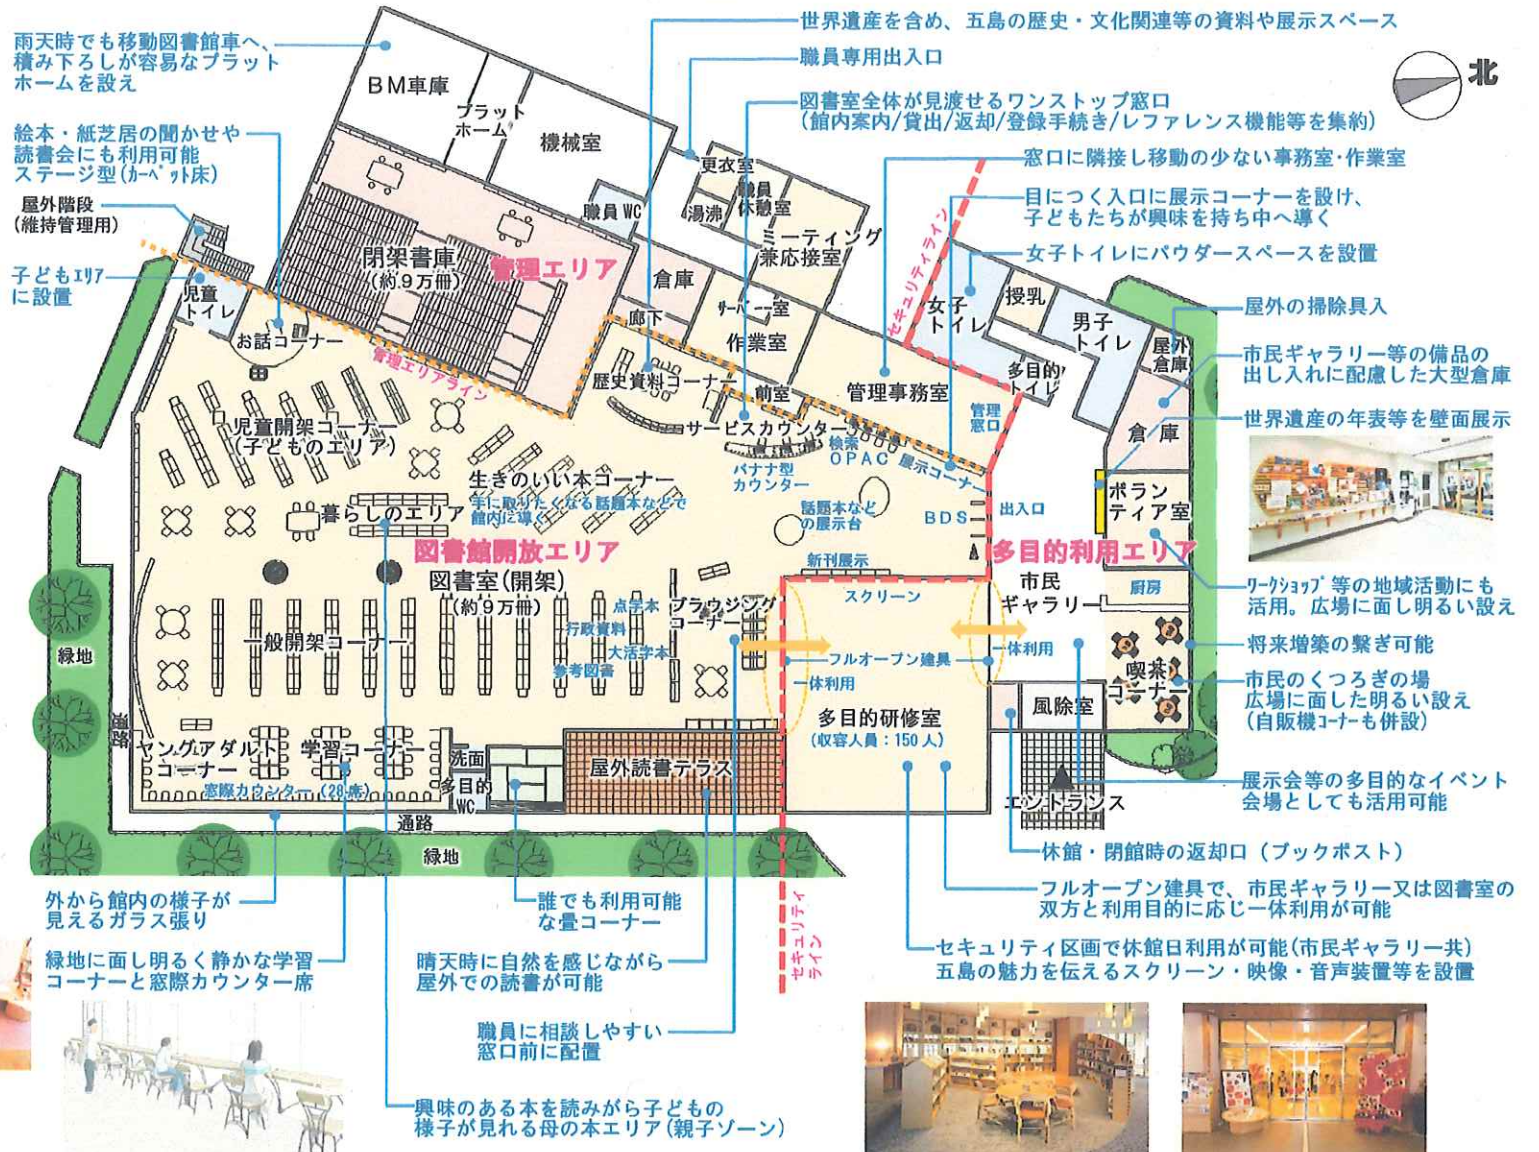 雨天時でも移動図書館車へ、
積み下ろしが容易なプラット
ホームを設え
絵本・紙芝居の聞かせや
読書会にも利用可能
ステージ型(ｶｰﾍﾟｯﾄ床)
屋外階段
(維持管理用)
子どもｴﾘｱ
に設置
世界遺産を含め、五島の歴史・文化関連等の資料や展示スペース
職員専用出入口
図書室全体が見渡せるワンストップ窓口
(館内案内/貸出/返却/登録手続き/レファレンス機能等を集約)
窓口に隣接し移動の少ない事務室・作業室
目につく入口に展示コーナーを設け、
子どもたちが興味を持ち中へ導く
女子トイレにパウダースペースを設置
北
屋外の掃除具入
市民ギャラリー等の備品の
出し入れに配慮した大型倉庫
世界遺産の年表等を壁面展示
ﾜｰｸｼｮｯﾌﾟ等の地域活動にも
活用。広場に面し明るい設え
将来増築の繋ぎ可能
市民のくつろぎの場
広場に面した明るい設え
(自販機ｺｰﾅｰも併設)
展示会等の多目的なイベント
会場としても活用可能
BM車庫
プラット
ホーム
機械室
更衣室
職員
休憩室
湯沸
職員WC
ミーティング
兼応接室
閉架書庫
(約9万冊)
管理エリア
倉庫
廊下
サーバー室
作業室
前室
管理事務室
管理
窓口
セキュリティライン
女子
トイレ
授乳
男子
トイレ
多目的
トイレ
屋外
倉庫
倉庫
ボラン
ティア室
児童
トイレ
お話コーナー
管理エリアライン
歴史資料コーナー
サービスカウンター
バナナ型
カウンター
検索
OPAC
展示コーナー
児童開架コーナー
(子どものエリア)
生きのいい本コーナー
手に取りたくなる話題本などで
館内に導く
暮らしのエリア
話題本など
の展示台
BDS
出入口
図書館開放エリア
図書室(開架)
(約9万冊)
新刊展示
多目的利用エリア
市民
ギャラリー
厨房
スクリーン
点字本
行政資料
大活字本
参考図書
ブラウジング
コーナー
一般開架コーナー
フルオープン建具
一体利用
一体利用
喫茶
コーナー
風除室
多目的研修室
(収容人員：150人)
緑地
通路
ヤングアダルト
コーナー
学習コーナー
窓際カウンター(28席)
洗面
多目的
WC
屋外読書テラス
エントランス
通路
緑地
セキュリティ
ライン
休館・閉館時の返却口(ブックポスト)
フルオープン建具で、市民ギャラリー又は図書室の
双方と利用目的に応じ一体利用が可能
セキュリティ区画で休館日利用が可能(市民ギャラリー共)
五島の魅力を伝えるスクリーン・映像・音声装置等を設置
外から館内の様子が
見えるガラス張り
緑地に面し明るく静かな学習
コーナーと窓際カウンター席
誰でも利用可能
な畳コーナー
晴天時に自然を感じながら
屋外での読書が可能
職員に相談しやすい
窓口前に配置
興味のある本を読みがら子どもの
様子が見れる母の本エリア(親子ゾーン)